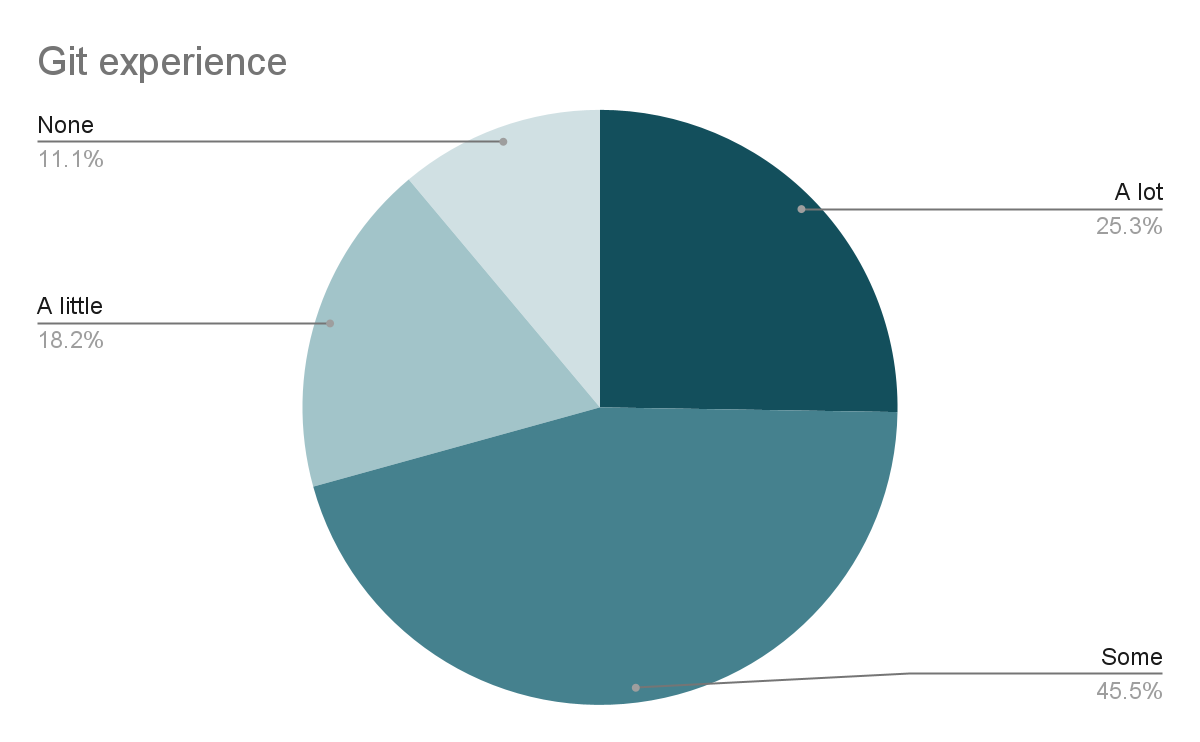 Git experience
None
11.1%
A lot
25.3%
A little
18.2%
Some
45.5%